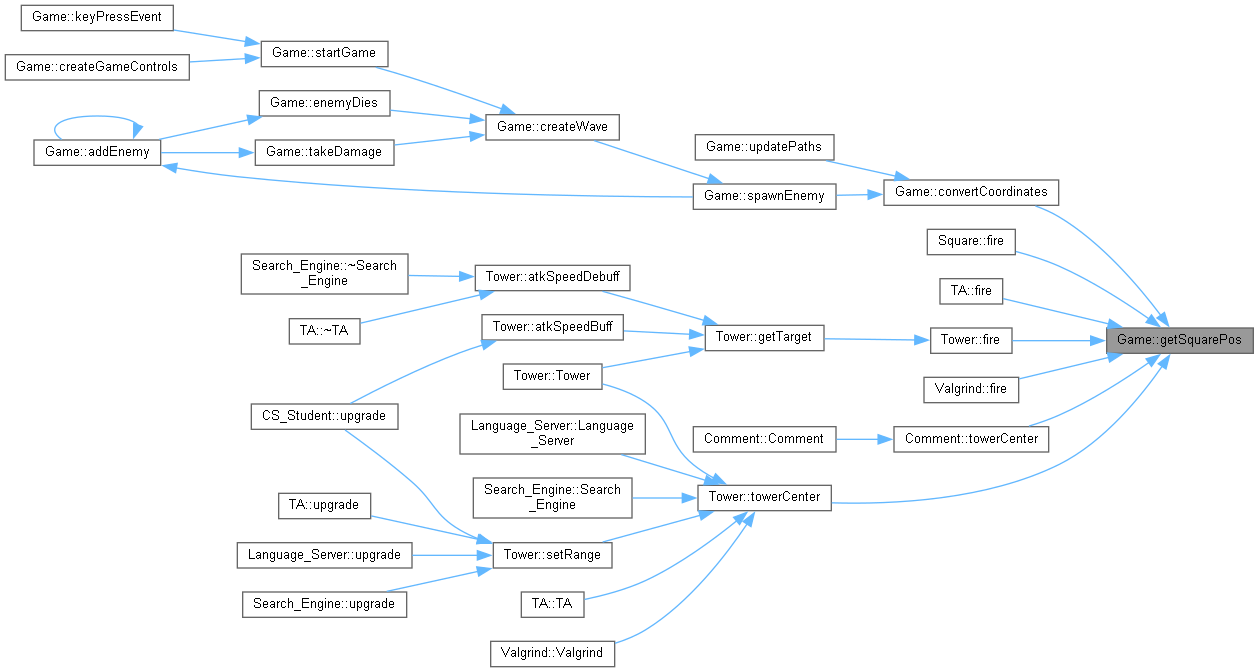 Game::keyPressEvent
Game::startGame
Game::createGameControls
Game::enemyDies
Game::createWave
Game::addEnemy
Game::takeDamage
Game::updatePaths
Game::spawnEnemy
Game::convertCoordinates
Square::fire
Search_Engine::~Search
_Engine
Tower::atkSpeedDebuff
TA::fire
TA::~TA
Tower::atkSpeedBuff
Tower::getTarget
Tower::fire
Game::getSquarePos
Tower::Tower
Valgrind::fire
CS_Student::upgrade
Language_Server::Language
_Server
Comment::Comment
Comment::towerCenter
Search_Engine::Search
_Engine
Tower::towerCenter
TA::upgrade
Language_Server::upgrade
Tower::setRange
Search_Engine::upgrade
TA::TA
Valgrind::Valgrind